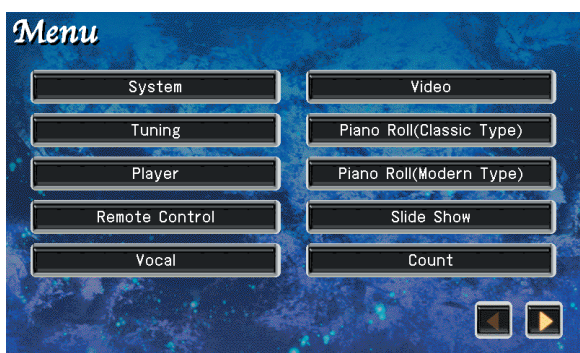 Menu
System
Tuning
Player
Remote Control
Vocal
Video
Piano Roll(Classic Type)
Piano Roll(Modern Type)
Slide Show
Count